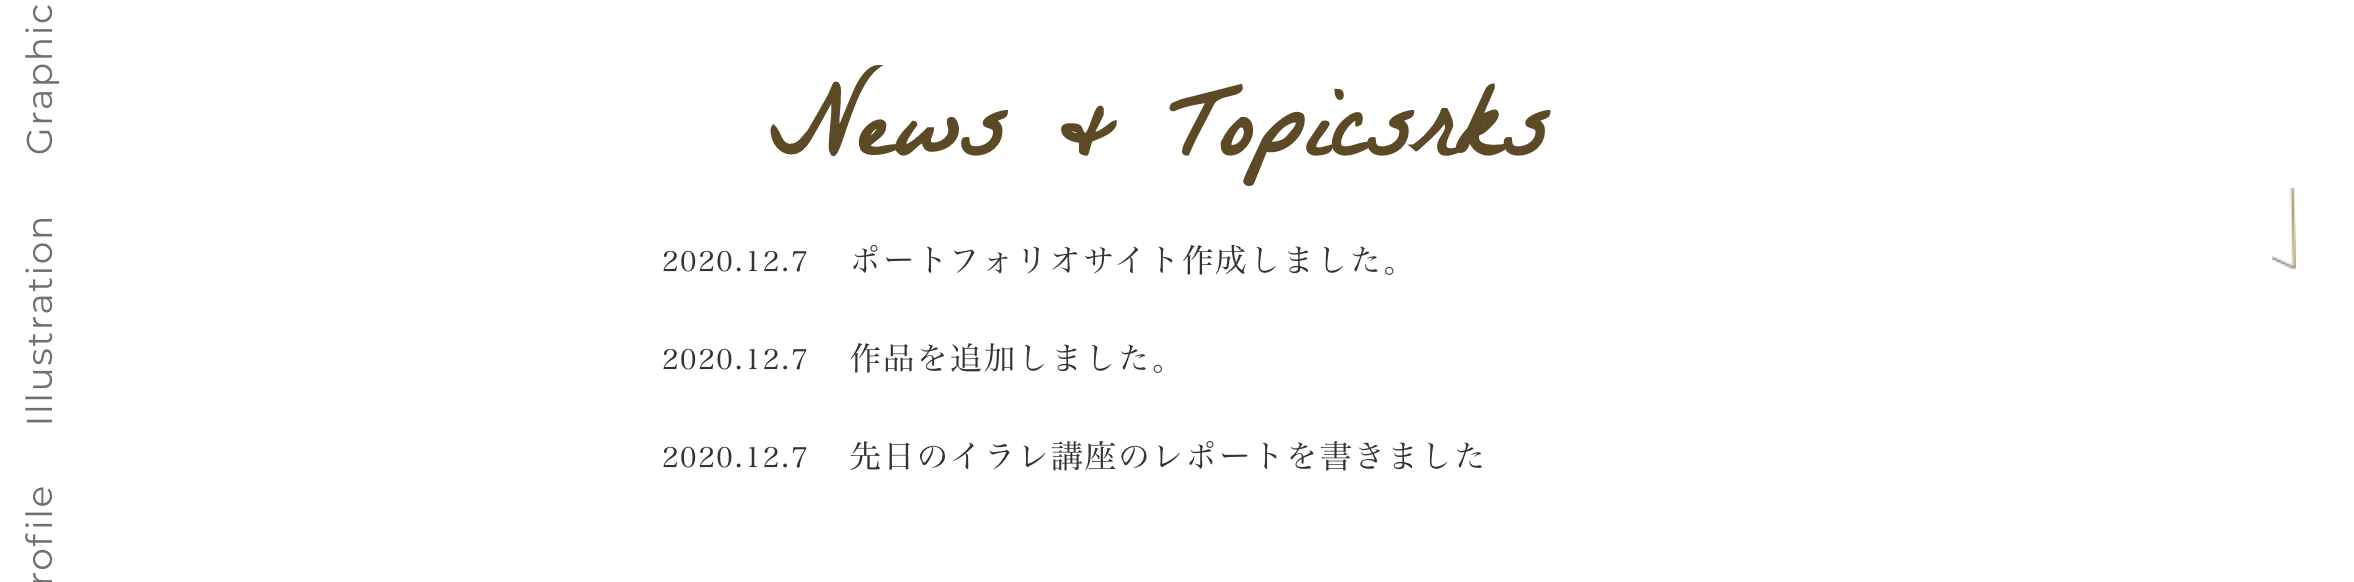 News & Topicsrks
2020.12.7 ポートフォリオサイト作成しました。
2020.12.7 作品を追加しました。
2020.12.7 先日のイラレ講座のレポートを書きました
rofile Illustration Graphic